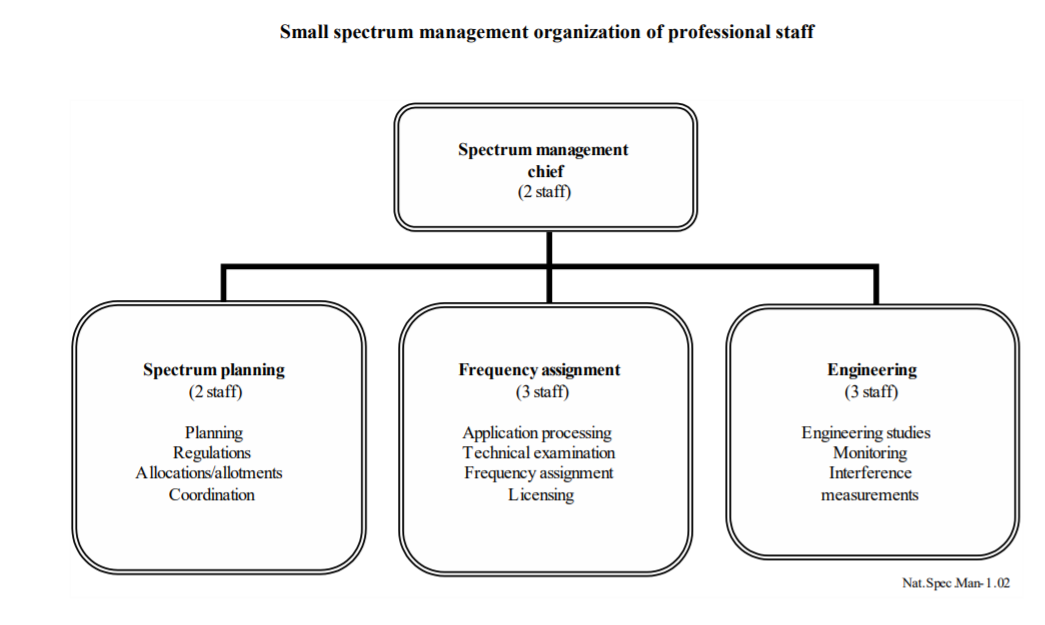 Small spectrum management organization of professional staff
Spectrum management
chief
(2 staff)
Spectrum planning
(2 staff)
Planning
Regulations
Allocations/allotments
Coordination
Frequency assignment
(3 staff)
Application processing
Technical examination
Frequency assignment
Licensing
Engineering
(3 staff)
Engineering studies
Monitoring
Interference
measurements
Nat.Spec.Man-1.02